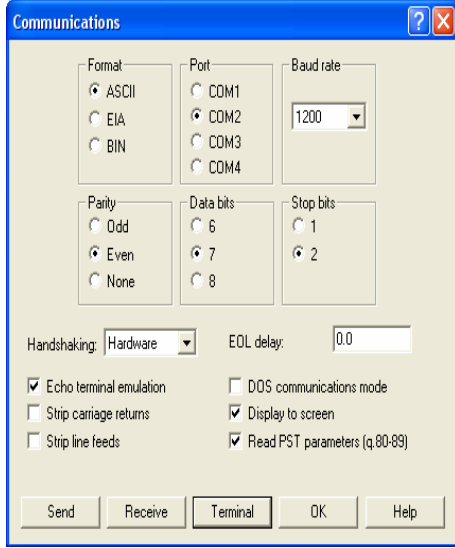 Communications
Format
ASCII
EIA
BIN
Port
COM1
COM2
COM3
COM4
Baud rate
1200
Parity
Odd
Even
None
Data bits
6
7
8
Stop bits
1
2
Handshaking: Hardware
EOL delay: 0.0
Echo terminal emulation
Strip carriage returns
Strip line feeds
DOS communications mode
Display to screen
Read PST parameters (q.80-89)
Send Receive Terminal OK Help